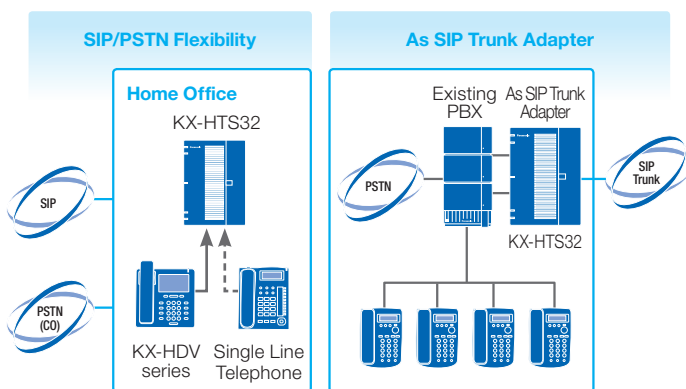 SIP/PSTN Flexibility
Home Office
KX-HTS32
SIP
PSTN
(CO)
KX-HDV
series
Single Line
Telephone
As SIP Trunk Adapter
Existing
PBX
As SIP Trunk
Adapter
PSTN
SIP
Trunk
KX-HTS32